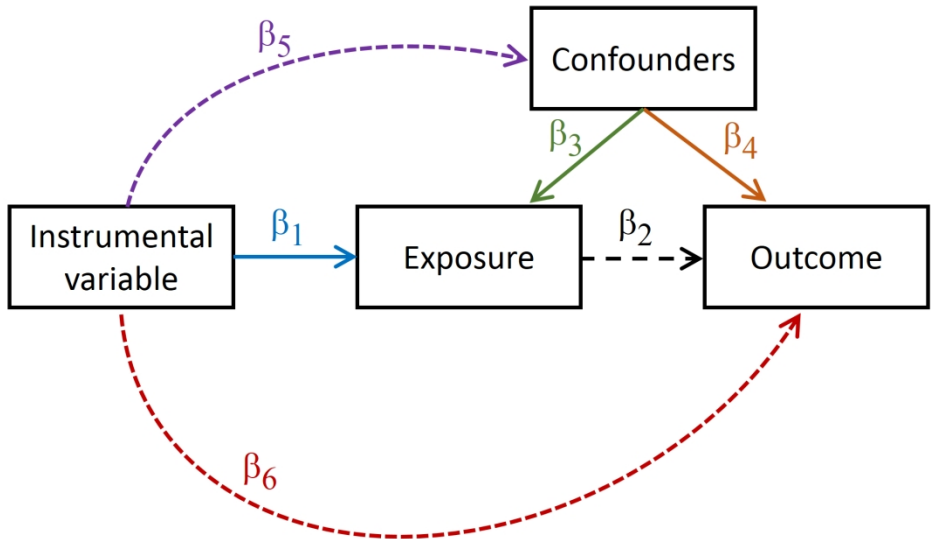 β5
Confounders
β3
β4
Instrumental
variable
β1
Exposure
β2
Outcome
β6